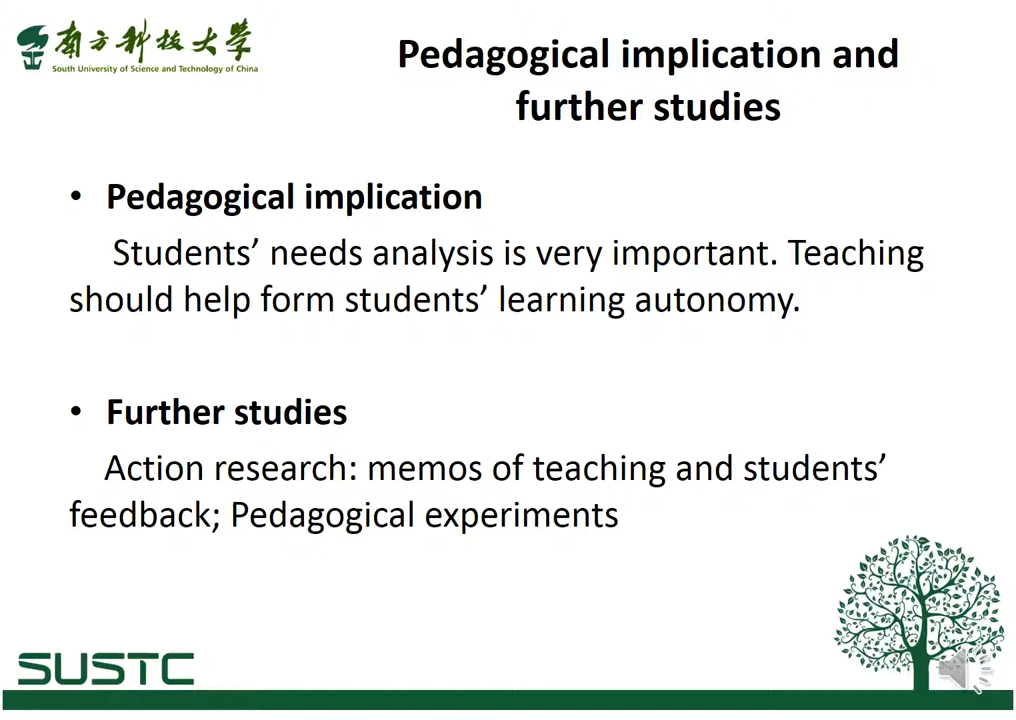 南方科技大学
South University of Science and Technology of China
Pedagogical implication and
further studies
• Pedagogical implication
Students’ needs analysis is very important. Teaching
should help form students’ learning autonomy.
• Further studies
Action research: memos of teaching and students’
feedback; Pedagogical experiments
SUSTC